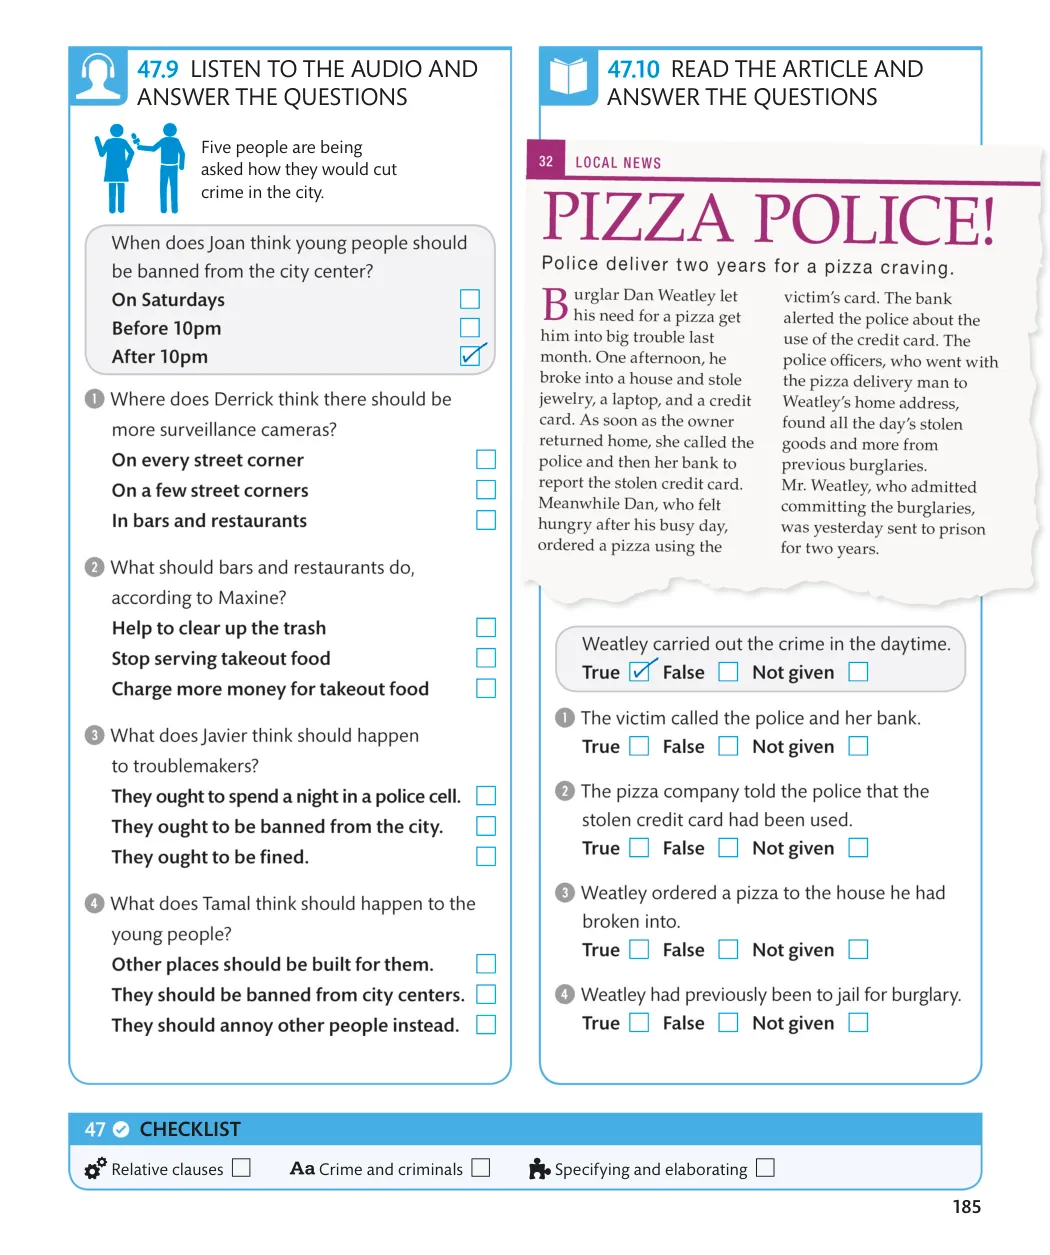 47.9 LISTEN TO THE AUDIO AND
ANSWER THE QUESTIONS
Five people are being
asked how they would cut
crime in the city.
When does Joan think young people should
be banned from the city center?
On Saturdays
Before 10pm
After 10pm
1 Where does Derrick think there should be
more surveillance cameras?
On every street corner
On a few street corners
In bars and restaurants
2 What should bars and restaurants do,
according to Maxine?
Help to clear up the trash
Stop serving takeout food
Charge more money for takeout food
3 What does Javier think should happen
to troublemakers?
They ought to spend a night in a police cell.
They ought to be banned from the city.
They ought to be fined.
4 What does Tamal think should happen to the
young people?
Other places should be built for them.
They should be banned from city centers.
They should annoy other people instead.
47.10 READ THE ARTICLE AND
ANSWER THE QUESTIONS
32 LOCAL NEWS
PIZZA POLICE!
Police deliver two years for a pizza craving.
Burglar Dan Weatley let
his need for a pizza get
him into big trouble last
month. One afternoon, he
broke into a house and stole
jewelry, a laptop, and a credit
card. As soon as the owner
returned home, she called the
police and then her bank to
report the stolen credit card.
Meanwhile Dan, who felt
hungry after his busy day,
ordered a pizza using the
victim's card. The bank
alerted the police about the
use of the credit card. The
police officers, who went with
the pizza delivery man to
Weatley's home address,
found all the day's stolen
goods and more from
previous burglaries.
Mr. Weatley, who admitted
committing the burglaries,
was yesterday sent to prison
for two years.
Weatley carried out the crime in the daytime.
True False Not given
1 The victim called the police and her bank.
True False Not given
2 The pizza company told the police that the
stolen credit card had been used.
True False Not given
3 Weatley ordered a pizza to the house he had
broken into.
True False Not given
4 Weatley had previously been to jail for burglary.
True False Not given
47 CHECKLIST
Relative clauses Aa Crime and criminals Specifying and elaborating
185